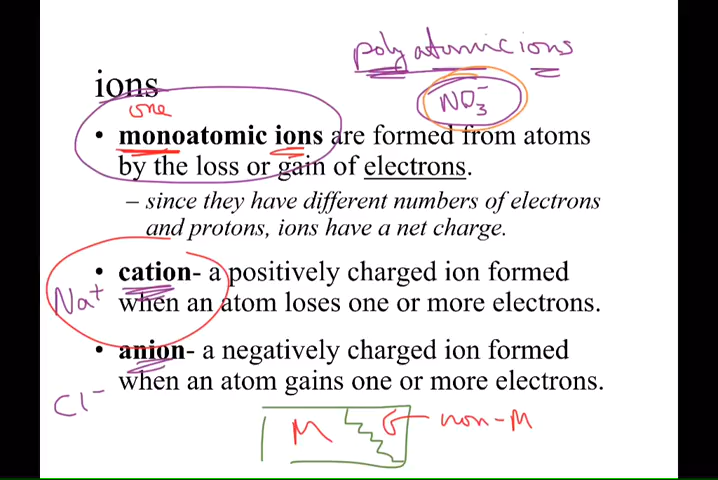 poly atomic ions
ions
NO₃⁻
one
• monoatomic ions are formed from atoms
by the loss or gain of electrons.
– since they have different numbers of electrons
and protons, ions have a net charge.
• cation- a positively charged ion formed
Na⁺
when an atom loses one or more electrons.
• anion- a negatively charged ion formed
when an atom gains one or more electrons.
Cl⁻
M
non-M